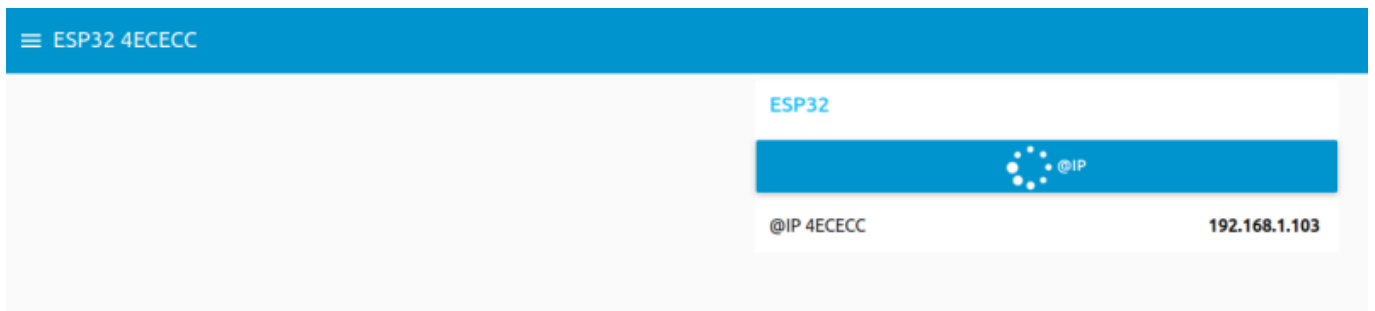 ESP32 4ECECC
ESP32
@IP
@IP 4ECECC 192.168.1.103